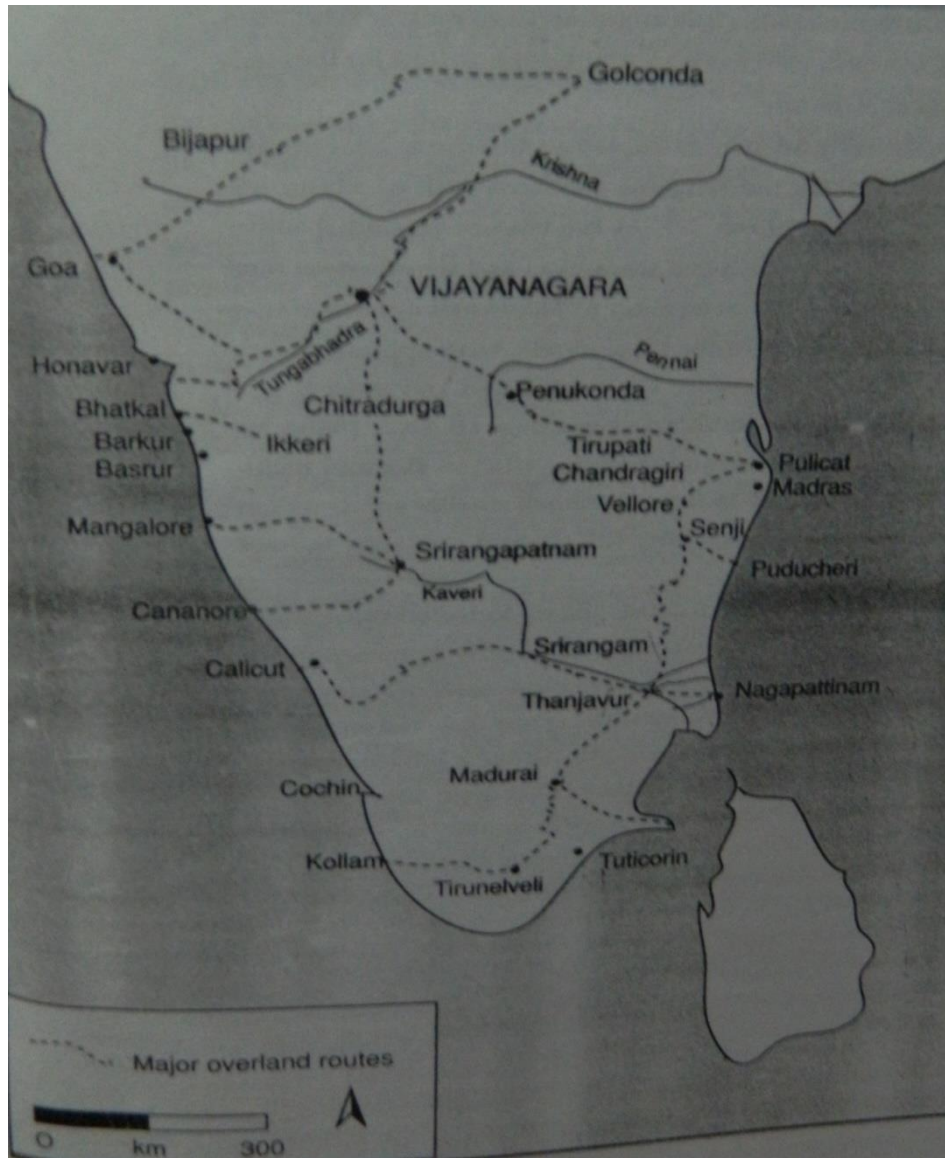 Golconda
Bijapur
Krishna
Goa
VIJAYANAGARA
Tungabhadra
Honavar
Pennai
Penukonda
Bhatkal
Chitradurga
Barkur
Ikkeri
Tirupati
Basrur
Chandragiri
Pulicat
Madras
Vellore
Mangalore
Senji
Srirangapatnam
Puducheri
Kaveri
Cananore
Srirangam
Calicut
Thanjavur
Nagapattinam
Madurai
Cochin
Kollam
Tuticorin
Tirunelveli
Major overland routes
0 km 300